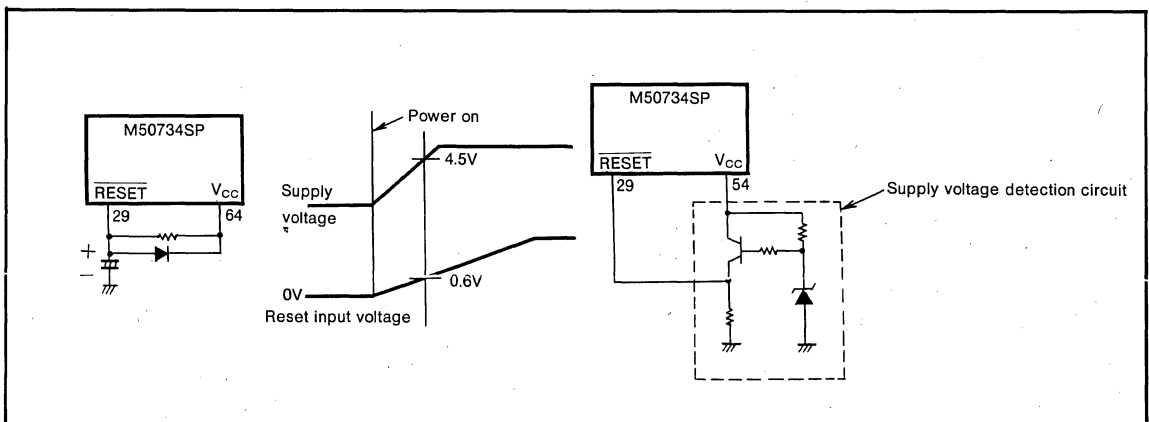 M50734SP
RESET
VCC
29
64
+
−
Power on
4.5V
Supply
voltage
0.6V
0V
Reset input voltage
M50734SP
RESET
VCC
29
54
Supply voltage detection circuit